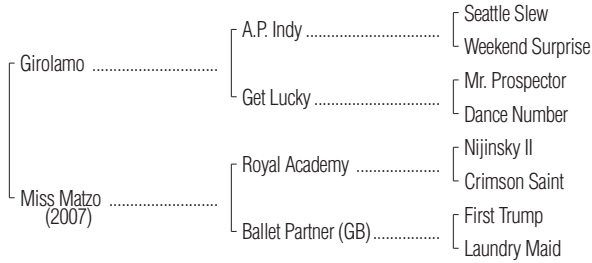 Seattle Slew
A.P. Indy ..............................
Weekend Surprise
Girolamo ............................
Mr. Prospector
Get Lucky ............................
Dance Number
Nijinsky II
Royal Academy ..................
Crimson Saint
Miss Matzo ........................
(2007)
First Trump
Ballet Partner (GB)...............
Laundry Maid